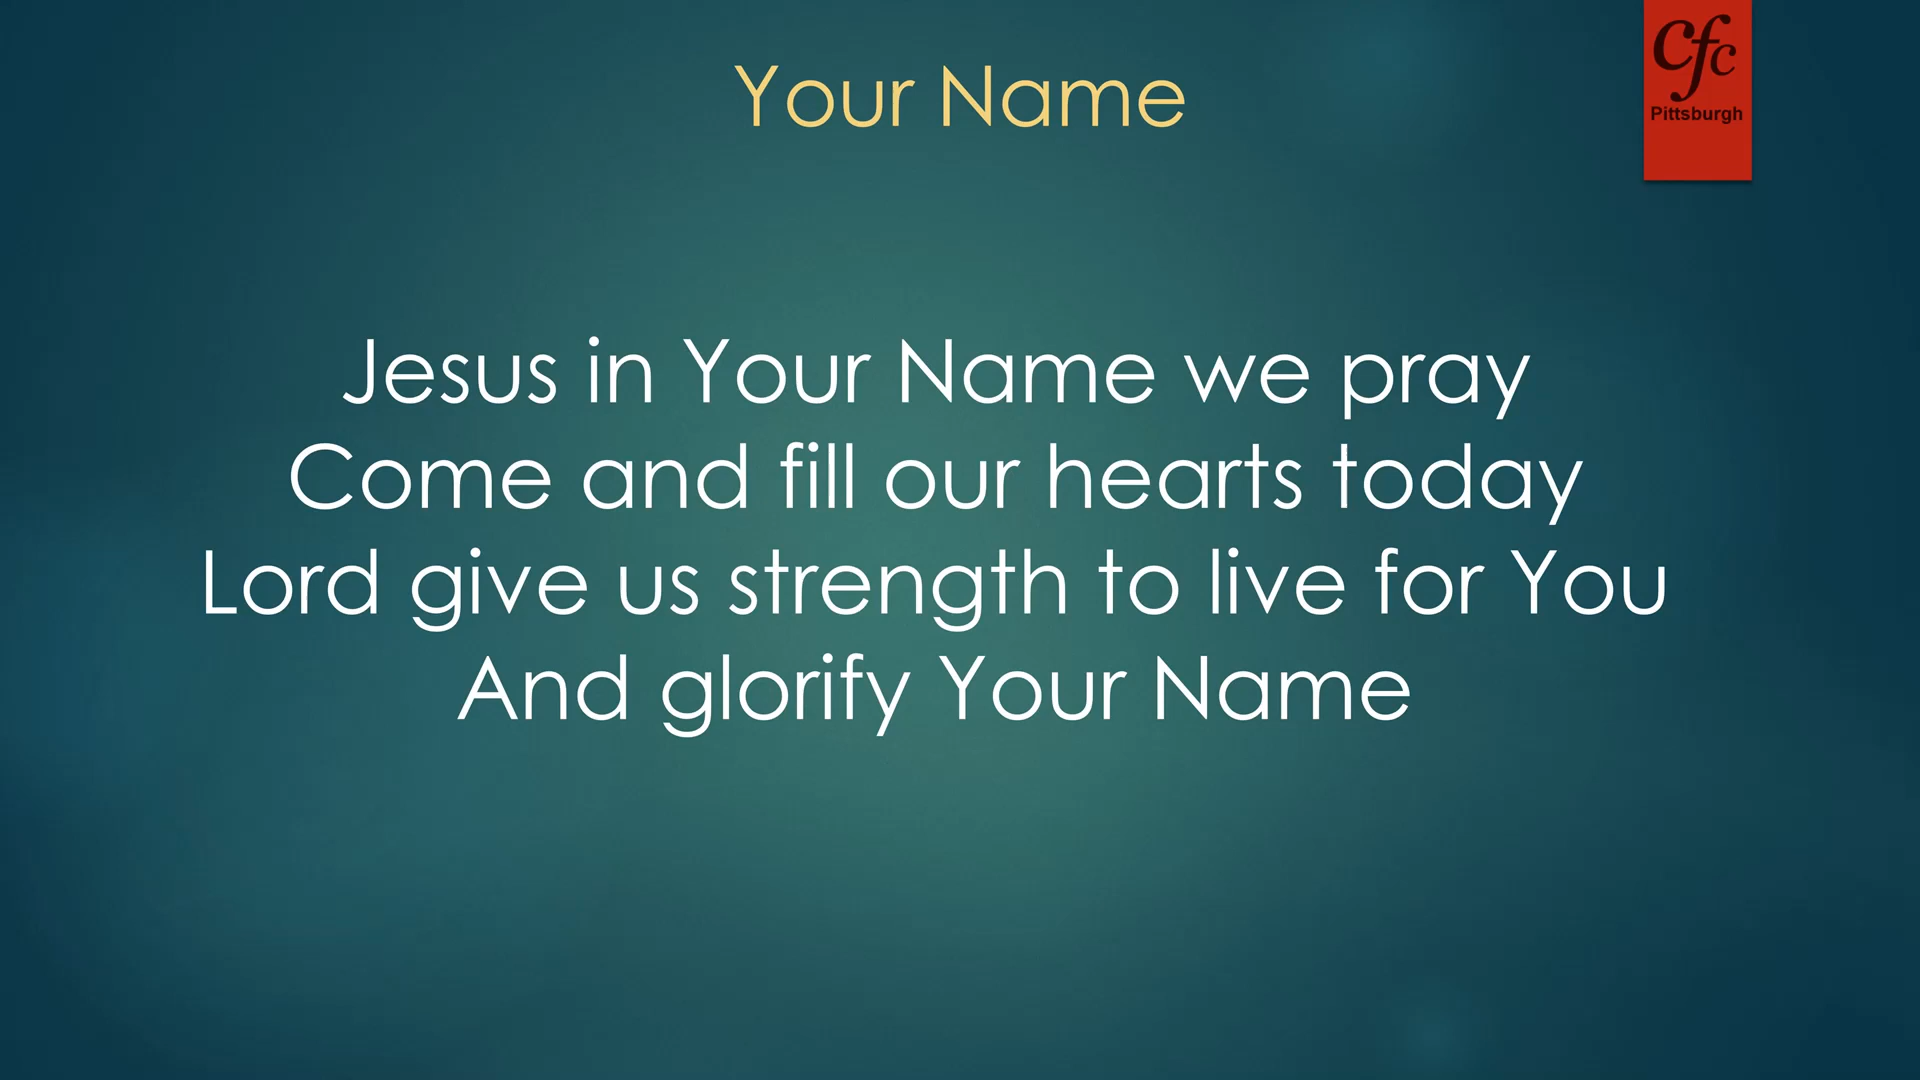 Your Name
cfc
Pittsburgh
Jesus in Your Name we pray
Come and fill our hearts today
Lord give us strength to live for You
And glorify Your Name